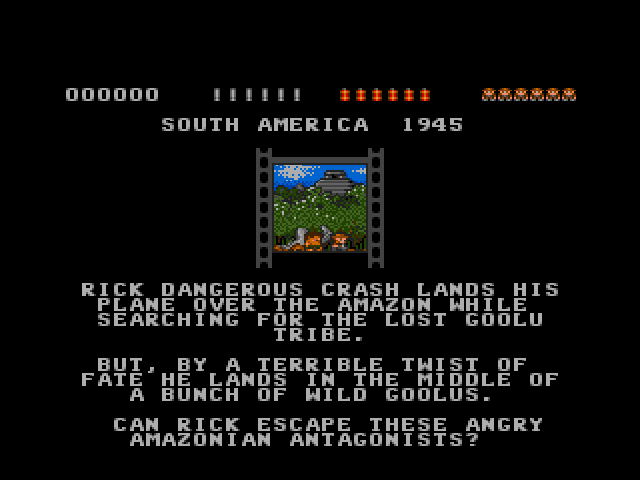 000000 !!!!!!
SOUTH AMERICA 1945
RICK DANGEROUS CRASH LANDS HIS
PLANE OVER THE AMAZON WHILE
SEARCHING FOR THE LOST GOOLU
TRIBE.
BUT, BY A TERRIBLE TWIST OF
FATE HE LANDS IN THE MIDDLE OF
A BUNCH OF WILD GOOLUS.
CAN RICK ESCAPE THESE ANGRY
AMAZONIAN ANTAGONISTS?